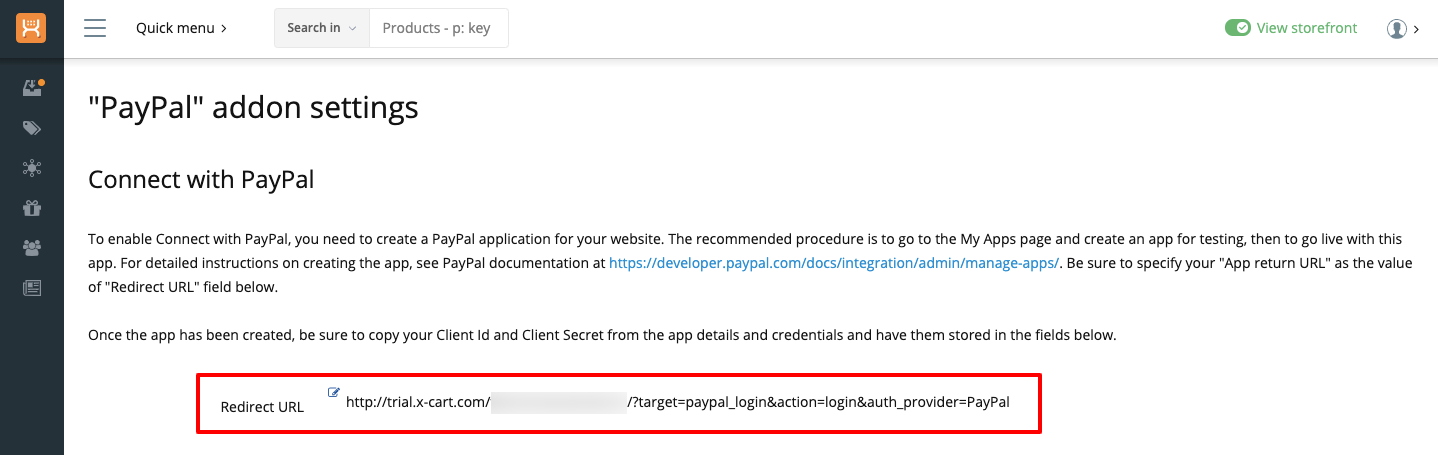 Quick menu
Search in
Products - p: key
View storefront
"PayPal" addon settings
Connect with PayPal
To enable Connect with PayPal, you need to create a PayPal application for your website. The recommended procedure is to go to the My Apps page and create an app for testing, then to go live with this
app. For detailed instructions on creating the app, see PayPal documentation at https://developer.paypal.com/docs/integration/admin/manage-apps/. Be sure to specify your "App return URL" as the value
of "Redirect URL" field below.
Once the app has been created, be sure to copy your Client Id and Client Secret from the app details and credentials and have them stored in the fields below.
Redirect URL http://trial.x-cart.com/ /?target=paypal_login&action=login&auth_provider=PayPal